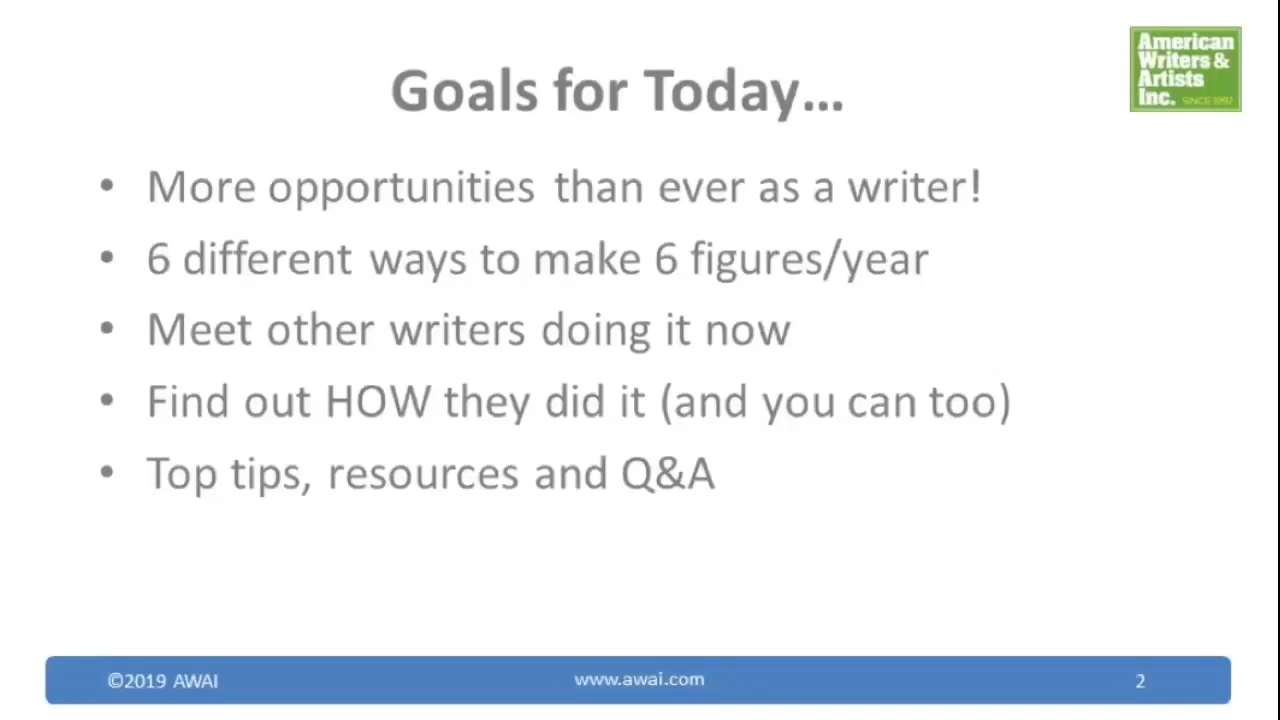 American
Writers &
Artists
Inc. SINCE 1997
Goals for Today...
• More opportunities than ever as a writer!
• 6 different ways to make 6 figures/year
• Meet other writers doing it now
• Find out HOW they did it (and you can too)
• Top tips, resources and Q&A
©2019 AWAI
www.awai.com
2